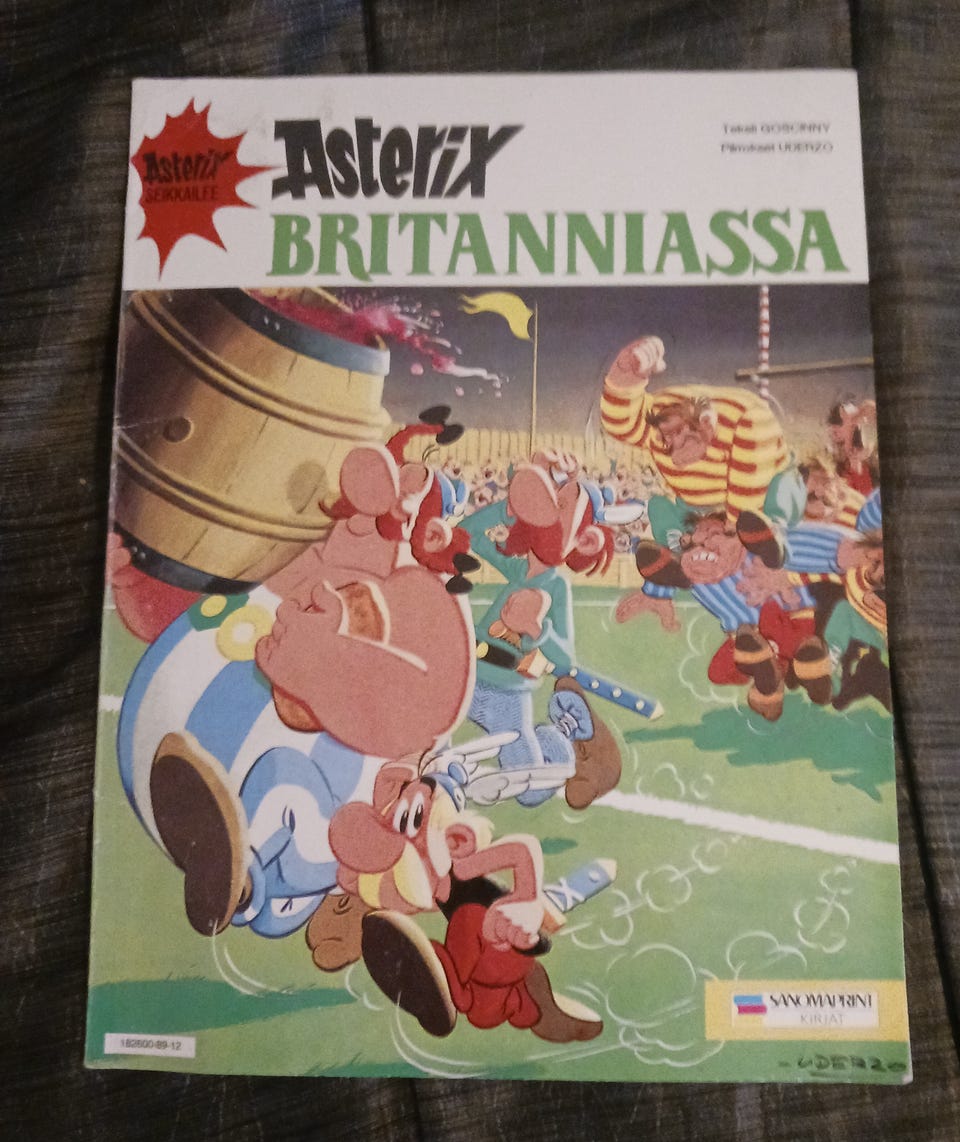 Asterix
SEIKKAILEE
Asterix
BRITANNIASSA
Teksti GOSCINNY
Piirrokset UDERZO
SANOMAPRINT
KIRJAT
182600-89-12
- UDERZO